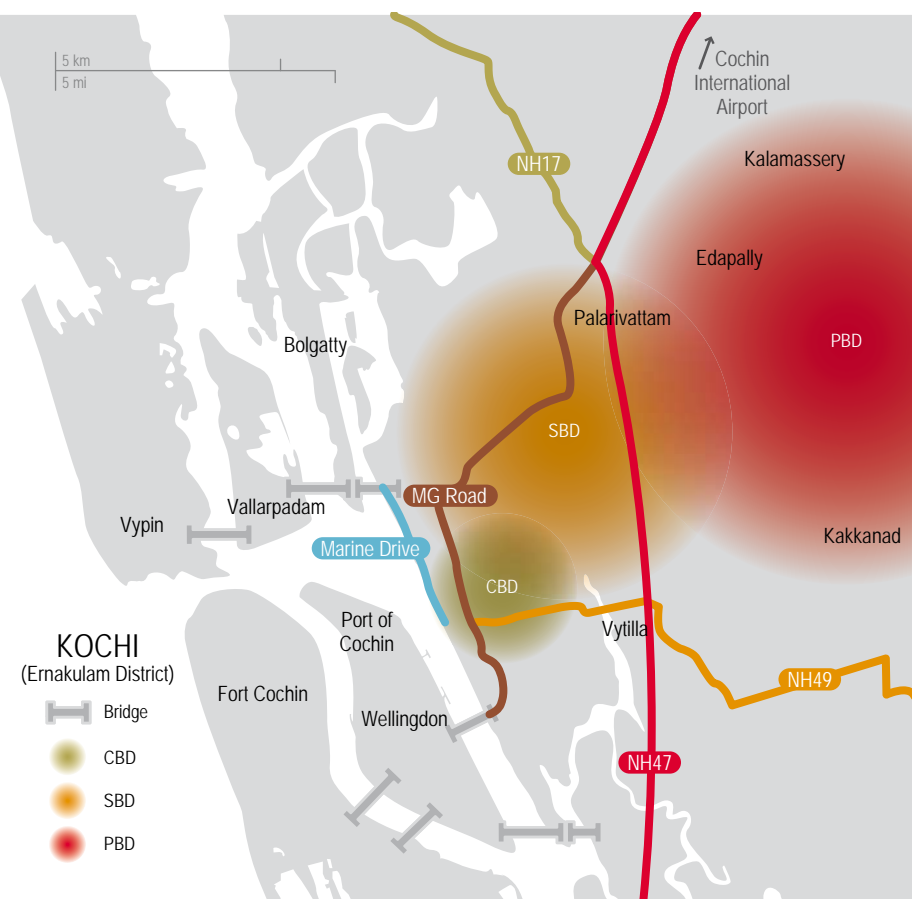 5 km
5 mi
Cochin
International
Airport
NH17
Kalamassery
Edapally
Palarivattam
PBD
Bolgatty
SBD
MG Road
Vallarpadam
Vypin
Kakkanad
Marine Drive
CBD
Port of
Cochin
Vytilla
KOCHI
(Ernakulam District)
NH49
Fort Cochin
Bridge
Wellingdon
CBD
NH47
SBD
PBD